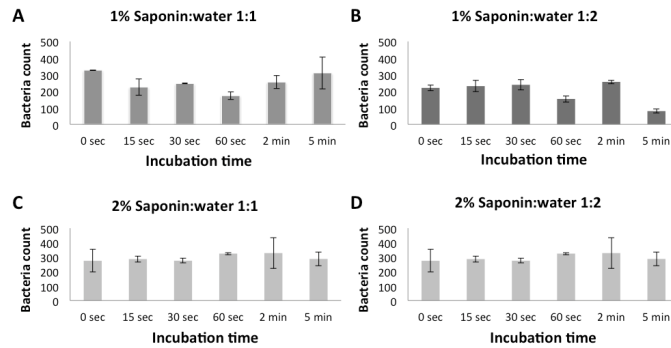 A
1% Saponin:water 1:1
Bacteria count
500
400
300
200
100
0
0 sec 15 sec 30 sec 60 sec 2 min 5 min
Incubation time
B
1% Saponin:water 1:2
Bacteria count
500
400
300
200
100
0
0 sec 15 sec 30 sec 60 sec 2 min 5 min
Incubation time
C
2% Saponin:water 1:1
Bacteria count
500
400
300
200
100
0
0 sec 15 sec 30 sec 60 sec 2 min 5 min
Incubation time
D
2% Saponin:water 1:2
Bacteria count
500
400
300
200
100
0
0 sec 15 sec 30 sec 60 sec 2 min 5 min
Incubation time